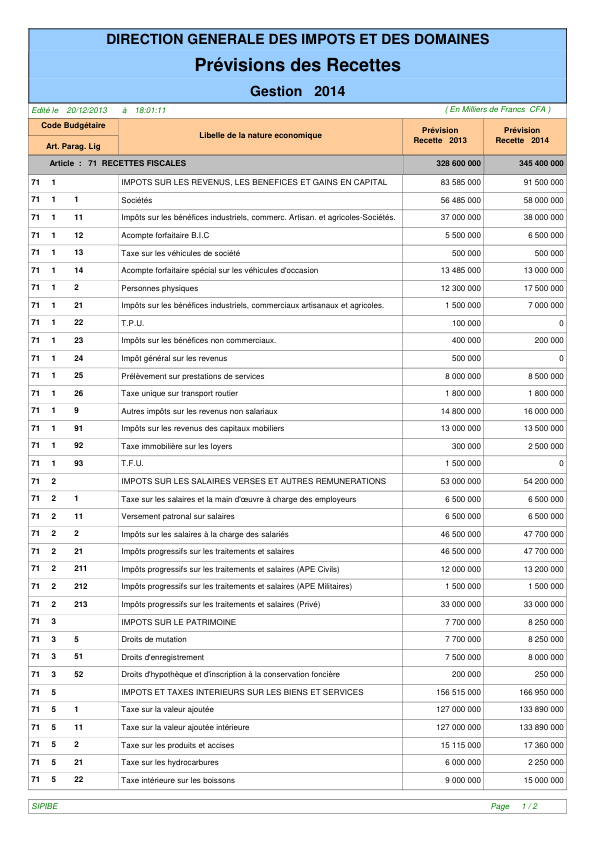 DIRECTION GENERALE DES IMPOTS ET DES DOMAINES
Prévisions des Recettes
Gestion 2014
Edité le 20/12/2013 à 18:01:11 ( En Milliers de Francs CFA )
Code Budgétaire Libelle de la nature economique Prévision Prévision
Art. Parag. Lig Recette 2013 Recette 2014
Article : 71 RECETTES FISCALES 328 600 000 345 400 000
71 1 IMPOTS SUR LES REVENUS, LES BENEFICES ET GAINS EN CAPITAL 83 585 000 91 500 000
71 1 1 Sociétés 56 485 000 58 000 000
71 1 11 Impôts sur les bénéfices industriels, commerc. Artisan. et agricoles-Sociétés. 37 000 000 38 000 000
71 1 12 Acompte forfaitaire B.I.C 5 500 000 6 500 000
71 1 13 Taxe sur les véhicules de société 500 000 500 000
71 1 14 Acompte forfaitaire spécial sur les véhicules d'occasion 13 485 000 13 000 000
71 1 2 Personnes physiques 12 300 000 17 500 000
71 1 21 Impôts sur les bénéfices industriels, commerciaux artisanaux et agricoles. 1 500 000 7 000 000
71 1 22 T.P.U. 100 000 0
71 1 23 Impôts sur les bénéfices non commerciaux. 400 000 200 000
71 1 24 Impôt général sur les revenus 500 000 0
71 1 25 Prélèvement sur prestations de services 8 000 000 8 500 000
71 1 26 Taxe unique sur transport routier 1 800 000 1 800 000
71 1 9 Autres impôts sur les revenus non salariaux 14 800 000 16 000 000
71 1 91 Impôts sur les revenus des capitaux mobiliers 13 000 000 13 500 000
71 1 92 Taxe immobilière sur les loyers 300 000 2 500 000
71 1 93 T.F.U. 1 500 000 0
71 2 IMPOTS SUR LES SALAIRES VERSES ET AUTRES REMUNERATIONS 53 000 000 54 200 000
71 2 1 Taxe sur les salaires et la main d'œuvre à charge des employeurs 6 500 000 6 500 000
71 2 11 Versement patronal sur salaires 6 500 000 6 500 000
71 2 2 Impôts sur les salaires à la charge des salariés 46 500 000 47 700 000
71 2 21 Impôts progressifs sur les traitements et salaires 46 500 000 47 700 000
71 2 211 Impôts progressifs sur les traitements et salaires (APE Civils) 12 000 000 13 200 000
71 2 212 Impôts progressifs sur les traitements et salaires (APE Militaires) 1 500 000 1 500 000
71 2 213 Impôts progressifs sur les traitements et salaires (Privé) 33 000 000 33 000 000
71 3 IMPOTS SUR LE PATRIMOINE 7 700 000 8 250 000
71 3 5 Droits de mutation 7 700 000 8 250 000
71 3 51 Droits d'enregistrement 7 500 000 8 000 000
71 3 52 Droits d'hypothèque et d'inscription à la conservation foncière 200 000 250 000
71 5 IMPOTS ET TAXES INTERIEURS SUR LES BIENS ET SERVICES 156 515 000 166 950 000
71 5 1 Taxe sur la valeur ajoutée 127 000 000 133 890 000
71 5 11 Taxe sur la valeur ajoutée intérieure 127 000 000 133 890 000
71 5 2 Taxe sur les produits et accises 15 115 000 17 360 000
71 5 21 Taxe sur les hydrocarbures 6 000 000 2 250 000
71 5 22 Taxe intérieure sur les boissons 9 000 000 15 000 000
SIPIBE Page 1 / 2